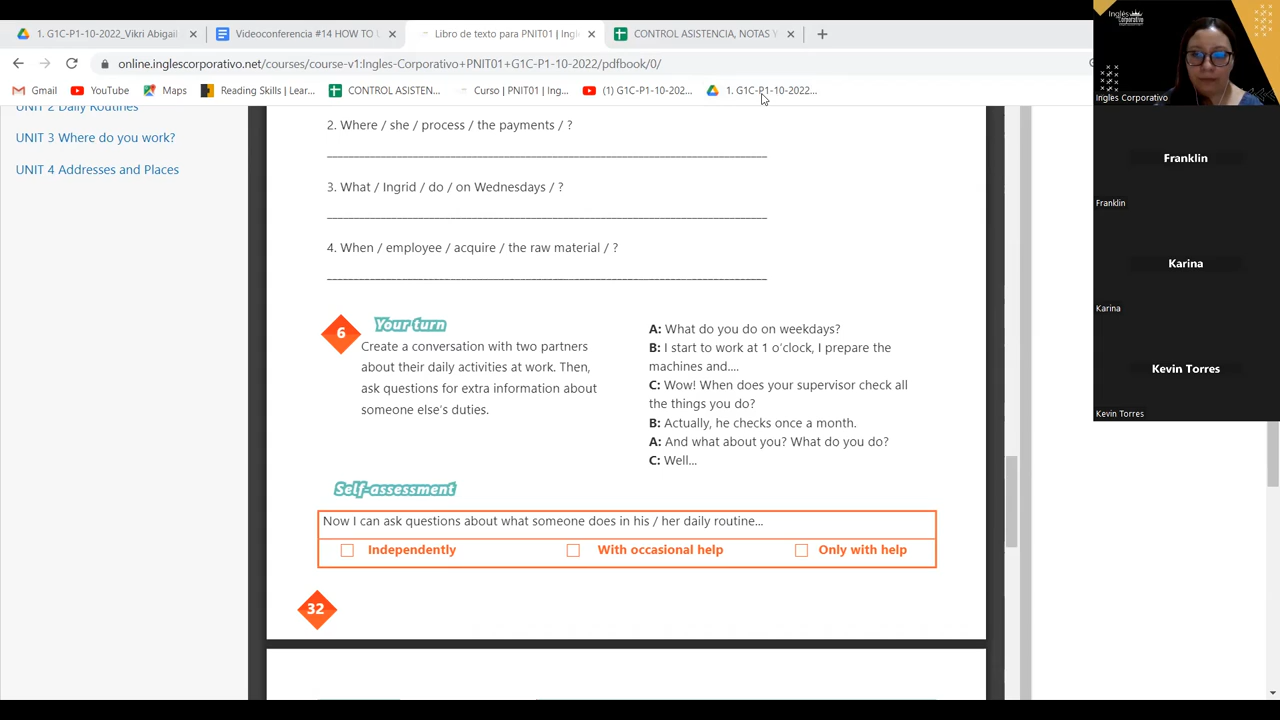 1. G1C-P1-10-2022_Vikri Abigail
Videoconferencia #14 HOW TO U
Libro de texto para PNIT01 | Ingl
CONTROL ASISTENCIA, NOTAS Y
online.inglescorporativo.net/courses/course-v1:Ingles-Corporativo+PNIT01+G1C-P1-10-2022/pdfbook/0/
Gmail
YouTube
Maps
Reading Skills | Lear...
CONTROL ASISTEN...
Curso | PNIT01 | Ing...
(1) G1C-P1-10-202...
1. G1C-P1-10-2022...
UNIT 2 Daily Routines
UNIT 3 Where do you work?
UNIT 4 Addresses and Places
2. Where / she / process / the payments / ?
3. What / Ingrid / do / on Wednesdays / ?
4. When / employee / acquire / the raw material / ?
6
Your turn
Create a conversation with two partners
about their daily activities at work. Then,
ask questions for extra information about
someone else's duties.
A: What do you do on weekdays?
B: I start to work at 1 o'clock, I prepare the
machines and....
C: Wow! When does your supervisor check all
the things you do?
B: Actually, he checks once a month.
A: And what about you? What do you do?
C: Well...
Self-assessment
Now I can ask questions about what someone does in his / her daily routine...
Independently
With occasional help
Only with help
32
Inglés
Corporativo
Ingles Corporativo
Franklin
Franklin
Karina
Karina
Kevin Torres
Kevin Torres